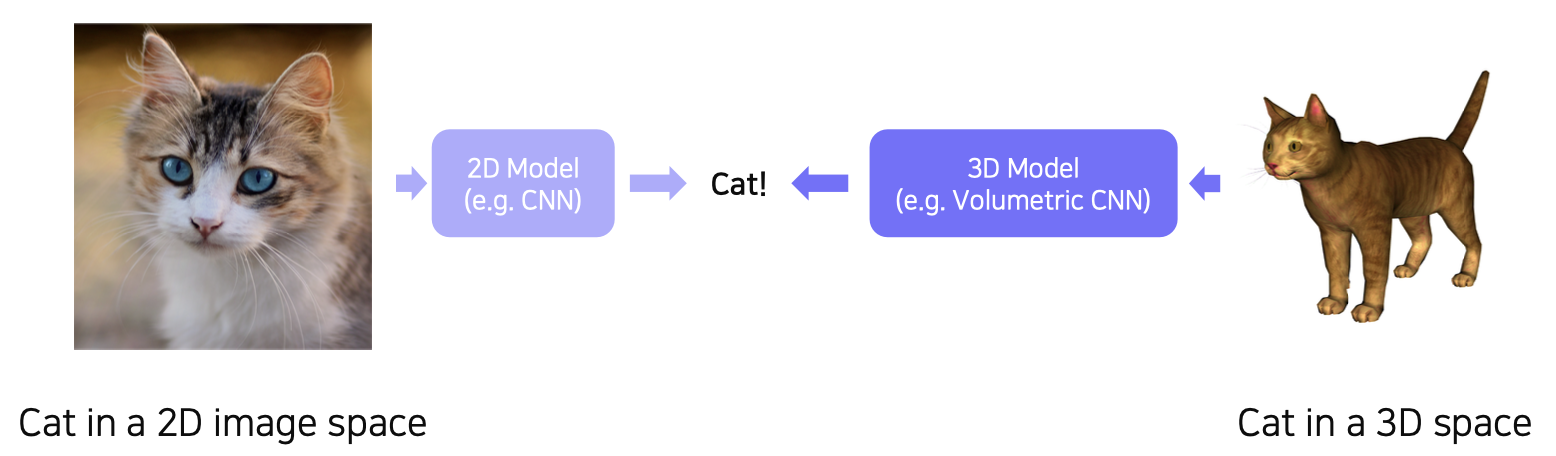 2D Model
(e.g. CNN)
Cat!
3D Model
(e.g. Volumetric CNN)
Cat in a 2D image space
Cat in a 3D space